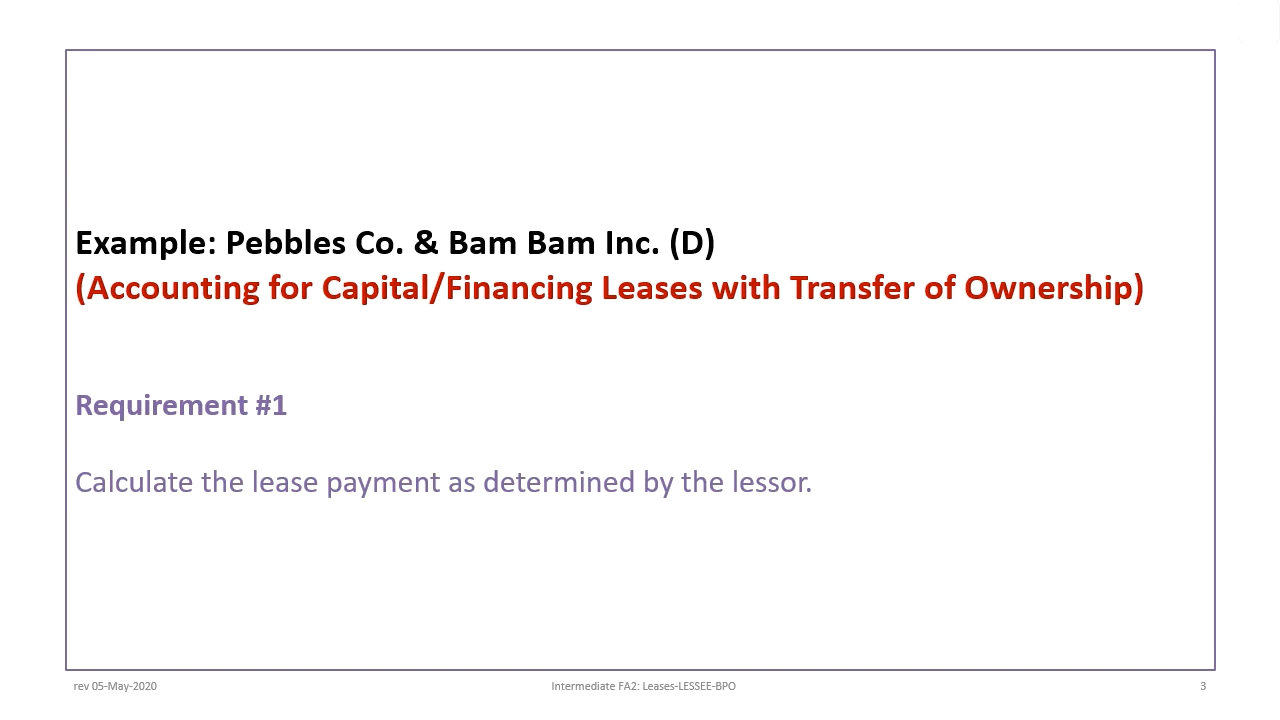 Example: Pebbles Co. & Bam Bam Inc. (D)
(Accounting for Capital/Financing Leases with Transfer of Ownership)
Requirement #1
Calculate the lease payment as determined by the lessor.
rev 05-May-2020
Intermediate FA2: Leases-LESSEE-BPO
3